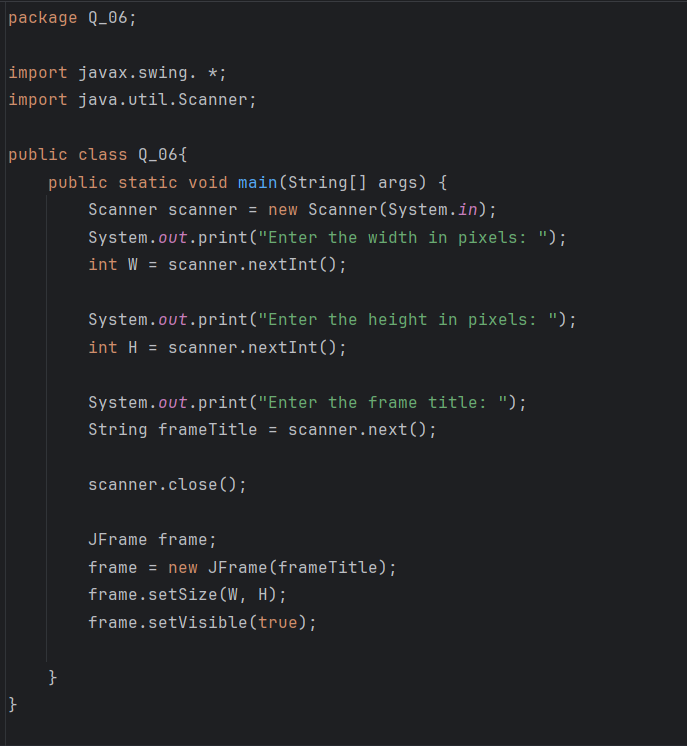 package Q_06;
import javax.swing. *;
import java.util.Scanner;
public class Q_06{
    public static void main(String[] args) {
        Scanner scanner = new Scanner(System.in);
        System.out.print("Enter the width in pixels: ");
        int W = scanner.nextInt();
        System.out.print("Enter the height in pixels: ");
        int H = scanner.nextInt();
        System.out.print("Enter the frame title: ");
        String frameTitle = scanner.next();
        scanner.close();
        JFrame frame;
        frame = new JFrame(frameTitle);
        frame.setSize(W, H);
        frame.setVisible(true);
    }
}